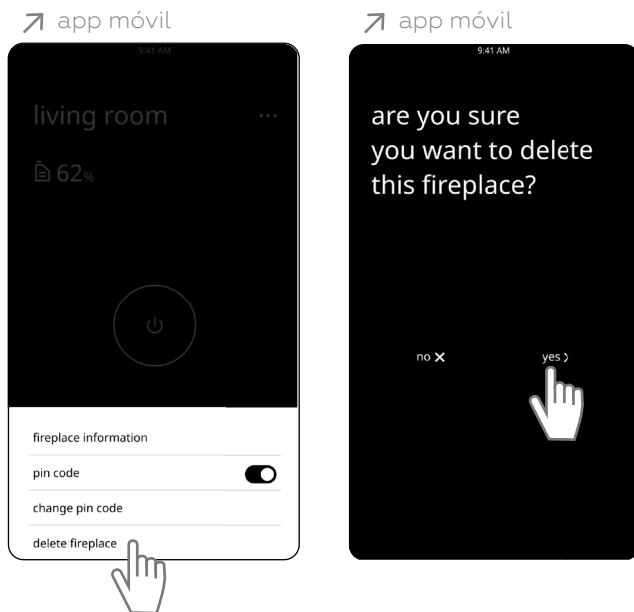 app móvil
9:41 AM
living room
62%
fireplace information
pin code
change pin code
delete fireplace
app móvil
9:41 AM
are you sure
you want to delete
this fireplace?
no
yes